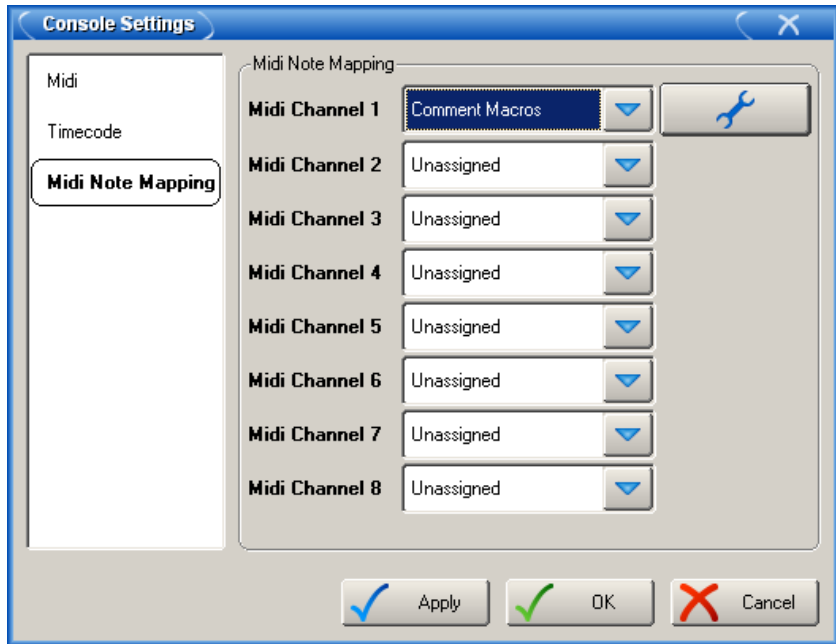 Console Settings
Midi
Timecode
Midi Note Mapping
Midi Note Mapping
Midi Channel 1 Comment Macros
Midi Channel 2 Unassigned
Midi Channel 3 Unassigned
Midi Channel 4 Unassigned
Midi Channel 5 Unassigned
Midi Channel 6 Unassigned
Midi Channel 7 Unassigned
Midi Channel 8 Unassigned
Apply OK Cancel